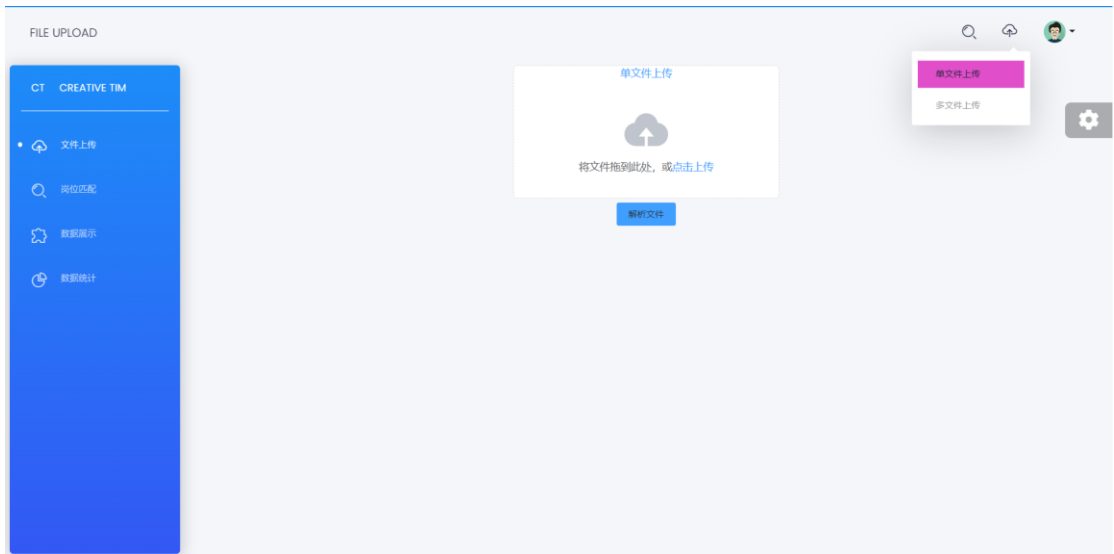 FILE UPLOAD
CT CREATIVE TIM
文件上传
岗位匹配
数据展示
数据统计
单文件上传
将文件拖到此处，或点击上传
解析文件
单文件上传
多文件上传